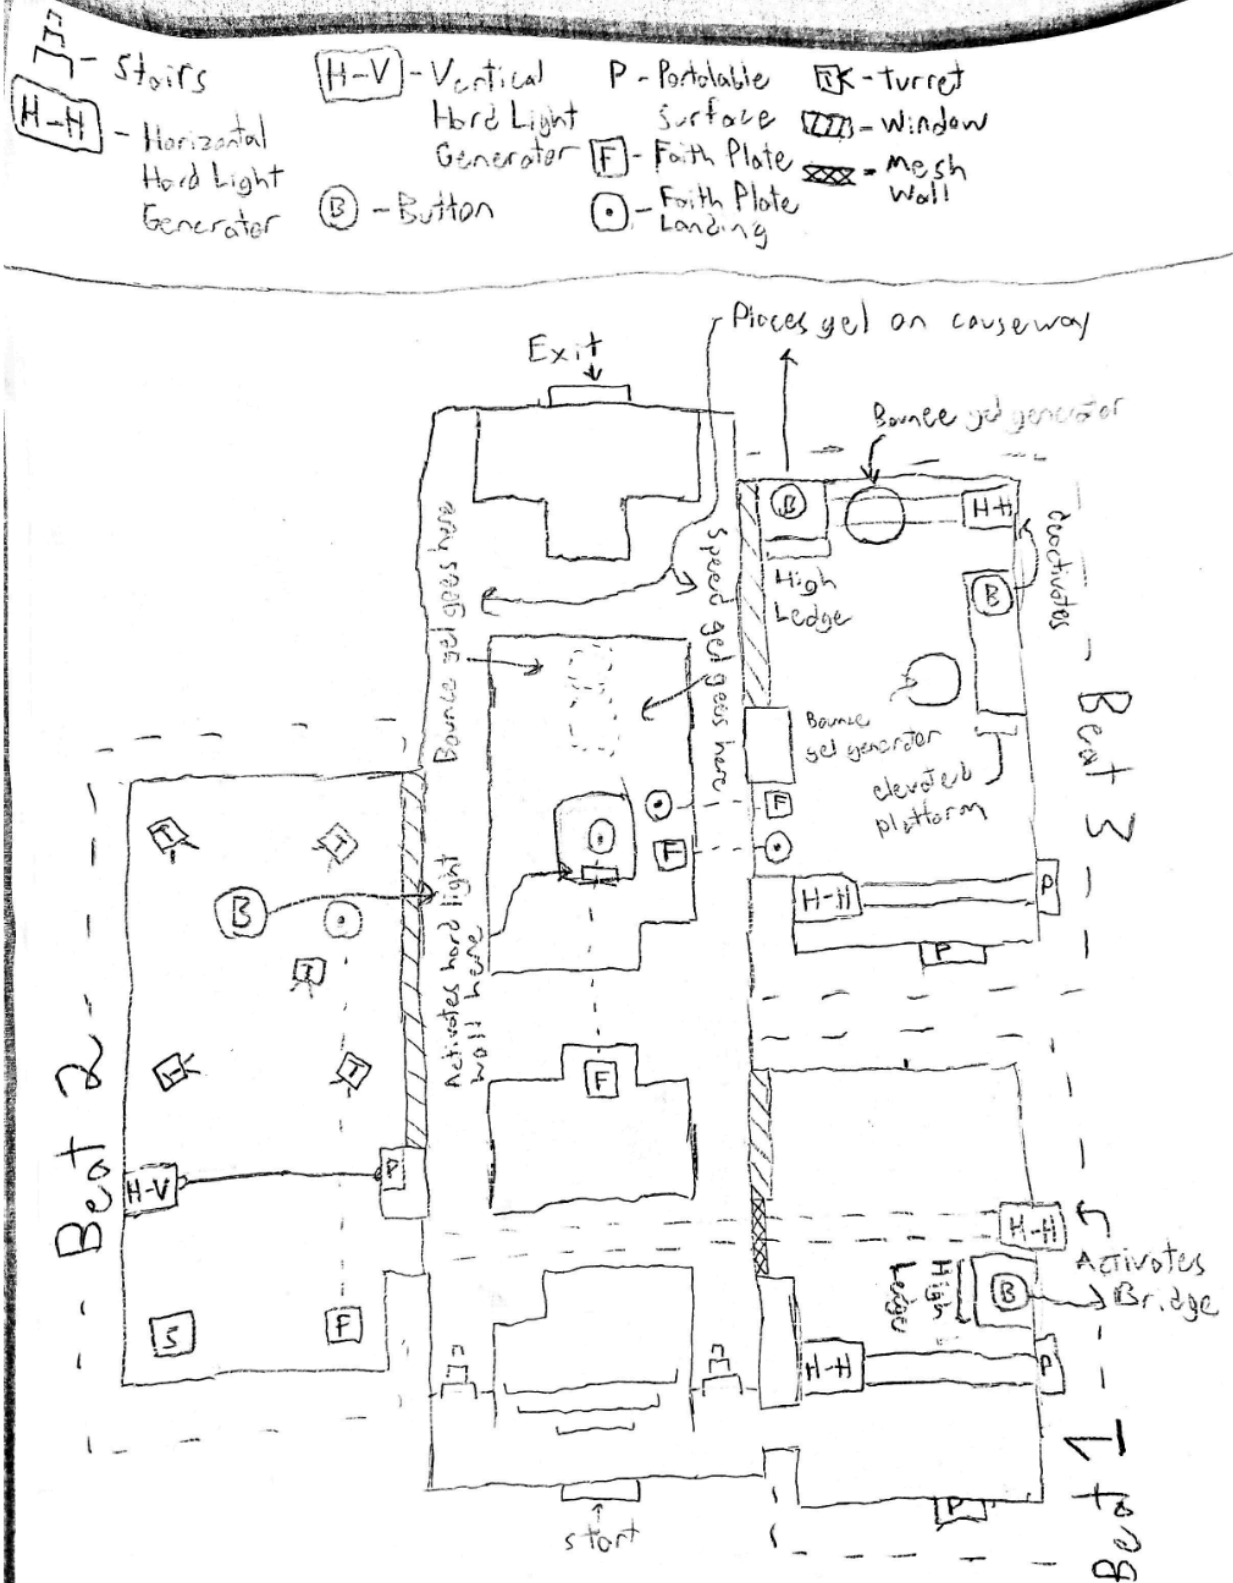 - Stairs
H-H - Horizontal
Hard Light
Generator
H-V - Vertical
Hard Light
Generator
B - Button
P - Portalable
Surface
F - Faith Plate
- Faith Plate
Landing
T - turret
- Window
- Mesh
Wall
Places gel on causeway
Exit
Bounce gel generator
B
H-H
deactivates
High
Ledge
B
Bounce gel goes here
Speed gel goes here
Bounce
gel generator
elevated
platform
Beat 3
F
F
H-H
P
P
T
T
B
T
T
T
Activates hard light
wall here
Beat 2
H-V
P
F
S
F
H-H
Activates
Bridge
High
Ledge
B
H-H
P
P
Beat 1
start